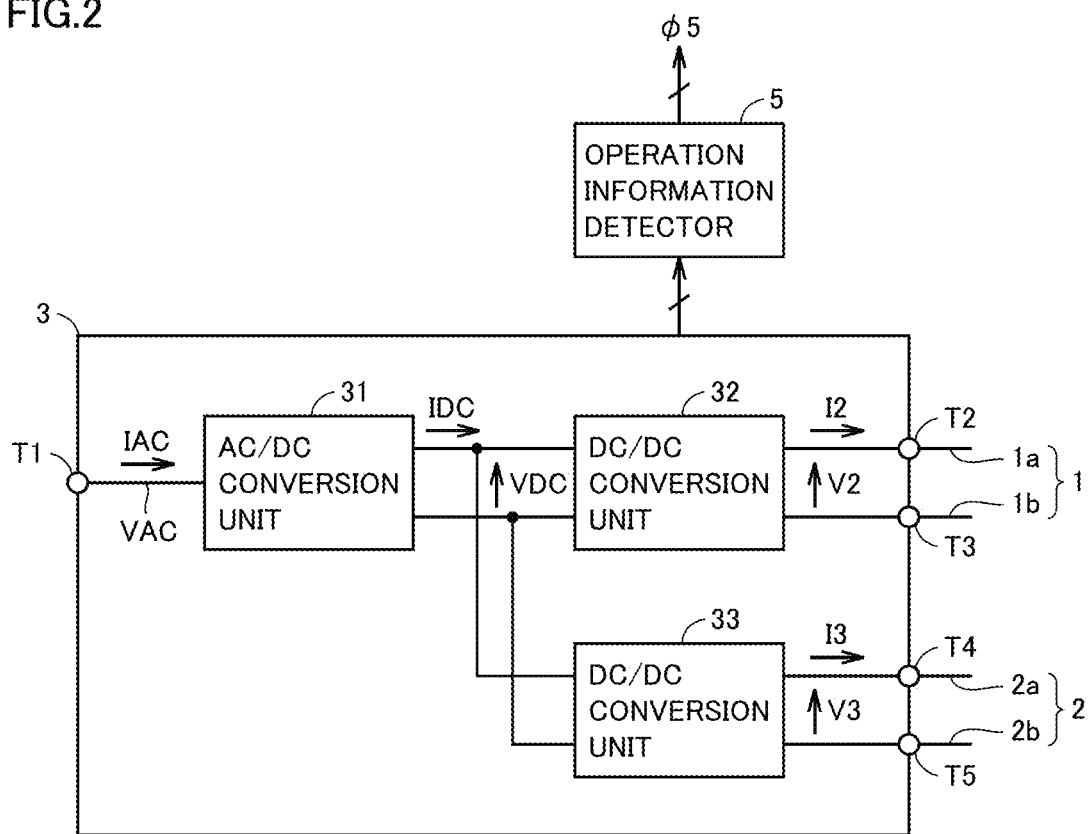 FIG.2
φ5
5
OPERATION
INFORMATION
DETECTOR
3
31
32
IAC
IDC
I2
T2
T1
AC/DC
CONVERSION
UNIT
VDC
DC/DC
CONVERSION
UNIT
V2
1a
1
1b
VAC
T3
33
I3
T4
DC/DC
CONVERSION
UNIT
V3
2a
2
2b
T5